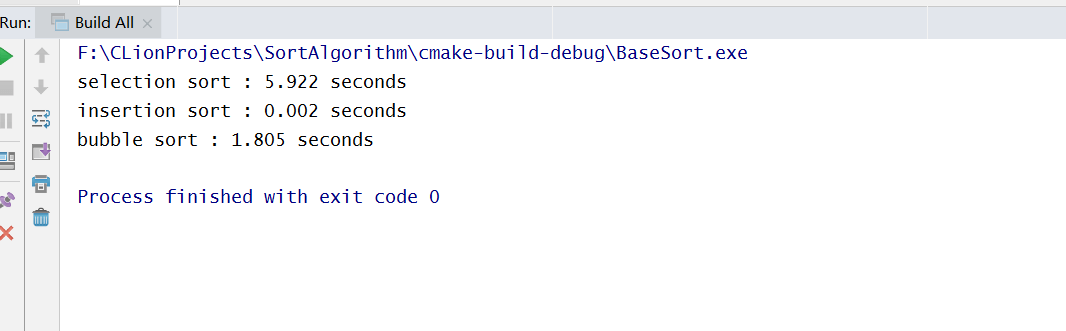 Run: Build All
F:\CLionProjects\SortAlgorithm\cmake-build-debug\BaseSort.exe
selection sort : 5.922 seconds
insertion sort : 0.002 seconds
bubble sort : 1.805 seconds
Process finished with exit code 0